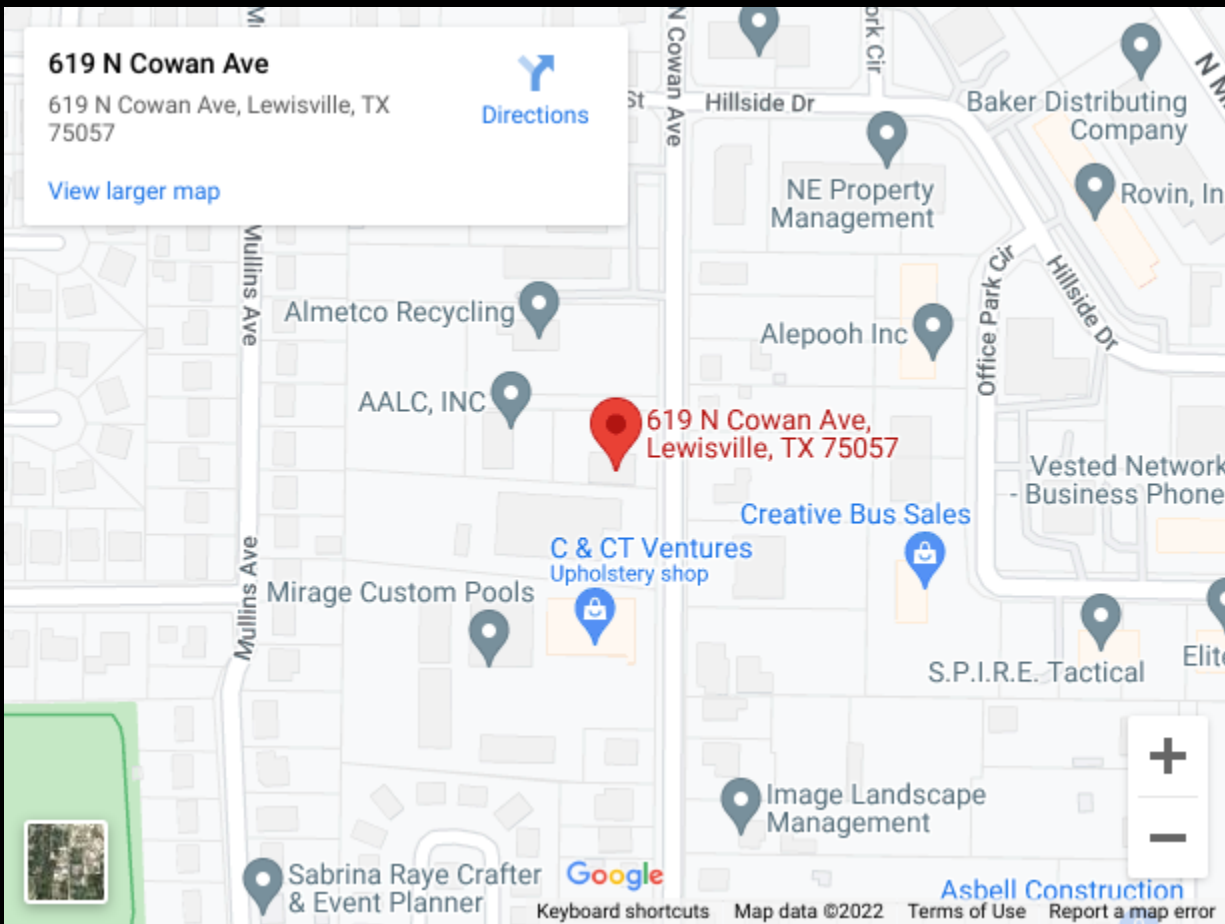 619 N Cowan Ave
619 N Cowan Ave, Lewisville, TX
75057
Directions
View larger map
N Cowan Ave
St
Hillside Dr
Baker Distributing
Company
NE Property
Management
Rovin, In
Mullins Ave
Almetco Recycling
Alepooh Inc
Office Park Cir
Hillside Dr
AALC, INC
619 N Cowan Ave,
Lewisville, TX 75057
Vested Network
- Business Phone
Creative Bus Sales
C & CT Ventures
Upholstery shop
Mullins Ave
Mirage Custom Pools
S.P.I.R.E. Tactical
Elite
Image Landscape
Management
Sabrina Raye Crafter
& Event Planner
Google
Asbell Construction
Keyboard shortcuts
Map data ©2022
Terms of Use
Report a map error